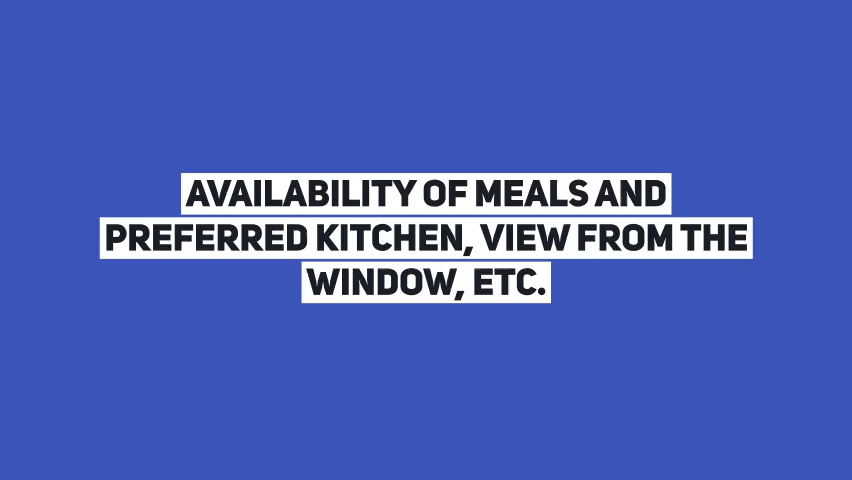 AVAILABILITY OF MEALS AND
PREFERRED KITCHEN, VIEW FROM THE
WINDOW, ETC.